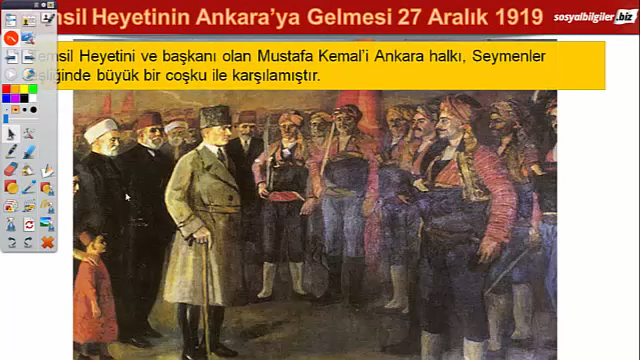 msil Heyetinin Ankara'ya Gelmesi 27 Aralık 1919
sosyalbilgiler.biz
emsil Heyetini ve başkanı olan Mustafa Kemal'i Ankara halkı, Seymenler
şliğinde büyük bir coşku ile karşılamıştır.